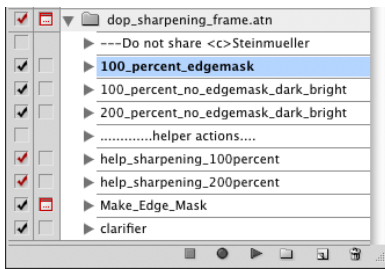 dop_sharpening_frame.atn
---Do not share <c>Steinmueller
100_percent_edgemask
100_percent_no_edgemask_dark_bright
200_percent_no_edgemask_dark_bright
.............helper actions....
help_sharpening_100percent
help_sharpening_200percent
Make_Edge_Mask
clarifier